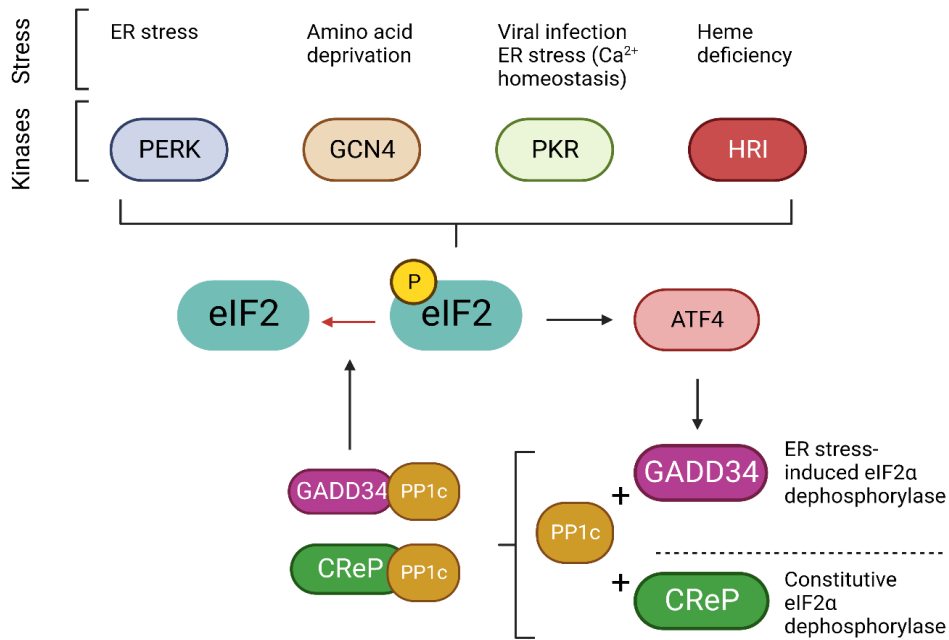 Stress
ER stress
Amino acid
deprivation
Viral infection
ER stress (Ca²⁺
homeostasis)
Heme
deficiency
Kinases
PERK
GCN4
PKR
HRI
P
eIF2
eIF2
ATF4
GADD34
PP1c
CReP
PP1c
PP1c
+
GADD34
ER stress-
induced eIF2α
dephosphorylase
+
CReP
Constitutive
eIF2α
dephosphorylase